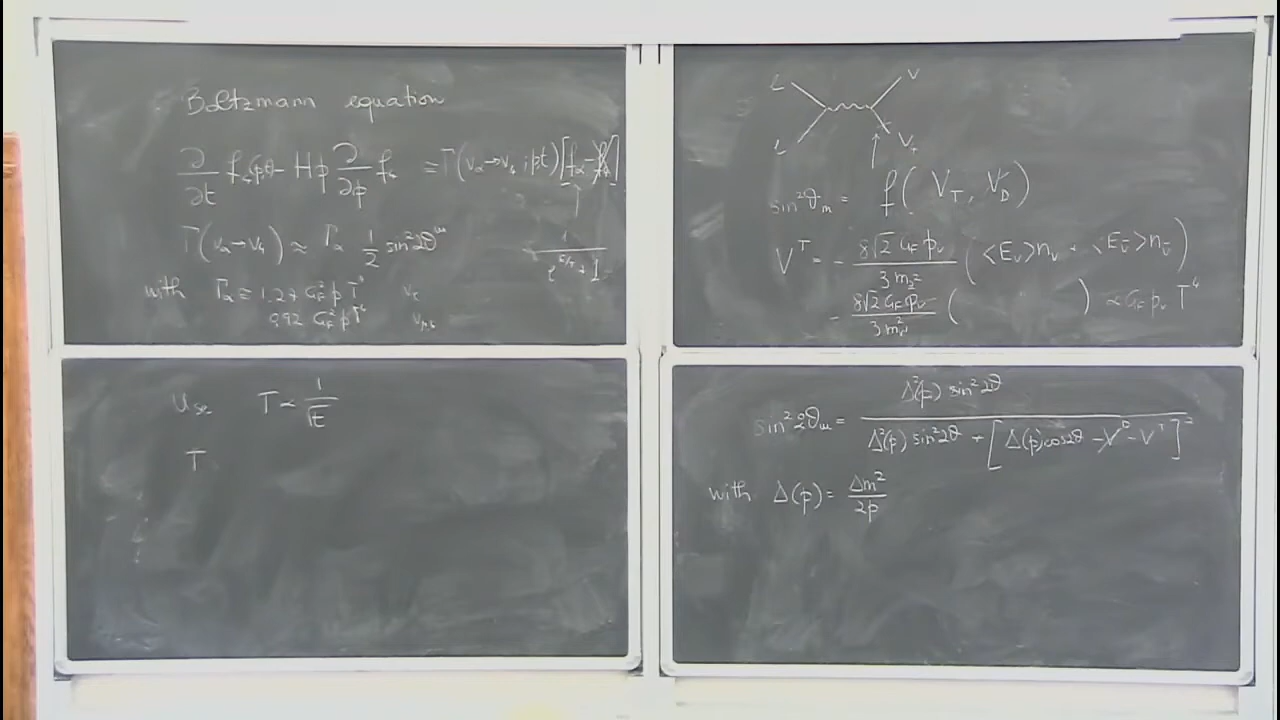 Boltzmann equation
∂/∂t f_s(p,t) - H p ∂/∂p f_s = Γ(ν_α→ν_s; p,t) [f_α - f_s]
Γ(ν_α→ν_s) ≈ Γ_α 1/2 sin²2θ^m
1/(e^{E/T} + 1)
with Γ_α ≅ 1.27 G_F² p T⁴ ν_e
0.92 G_F² p T⁴ ν_μ,τ
Use T ∝ 1/√t
T
ν
ν
sin²θ_m = f(V_T, V_D)
V^T = - 8√2 G_F p_ν / 3 m_Z² (<E_ν> n_ν + <E_ν̄> n_ν̄)
- 8√2 G_F p_ν / 3 m_W² ( " ) ∝ G_F p_ν T⁴
sin²2θ_m = Δ²(p) sin²2θ / Δ²(p) sin²2θ + [Δ(p) cos2θ - V^D - V^T]²
with Δ(p) = Δm²/2p